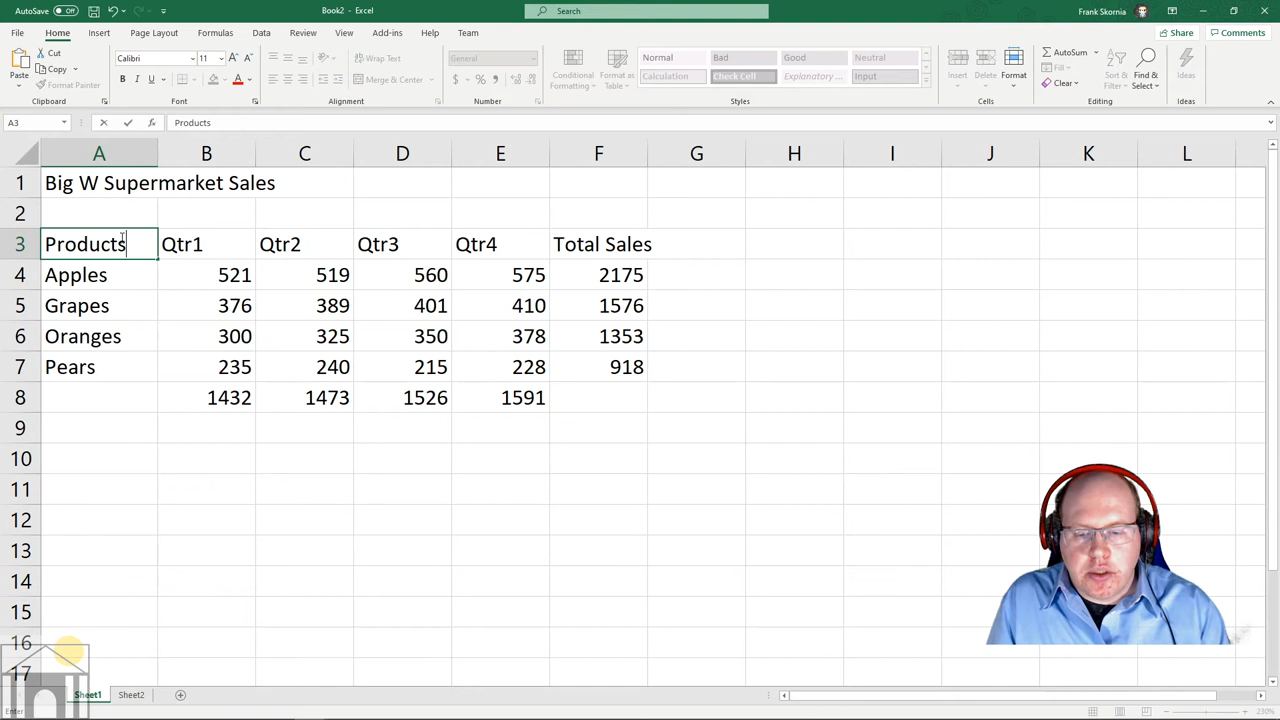 AutoSave Off Book2 - Excel Search Frank Skornia
File Home Insert Page Layout Formulas Data Review View Add-ins Help Team Share Comments
Paste Cut Copy Format Painter
Calibri 11
B I U
Wrap Text
Merge & Center
General
$ % ,
Conditional Formatting Format as Table
Normal Bad Good Neutral
Calculation Check Cell Explanatory ... Input
Insert Delete Format
AutoSum Fill Clear
Sort & Filter Find & Select
Ideas
Clipboard Font Alignment Number Styles Cells Editing Ideas
A3 fx Products
A B C D E F G H I J K L
1 Big W Supermarket Sales
2
3 Products Qtr1 Qtr2 Qtr3 Qtr4 Total Sales
4 Apples 521 519 560 575 2175
5 Grapes 376 389 401 410 1576
6 Oranges 300 325 350 378 1353
7 Pears 235 240 215 228 918
8 1432 1473 1526 1591
9
10
11
12
13
14
15
16
17
Sheet1 Sheet2
Enter 230%